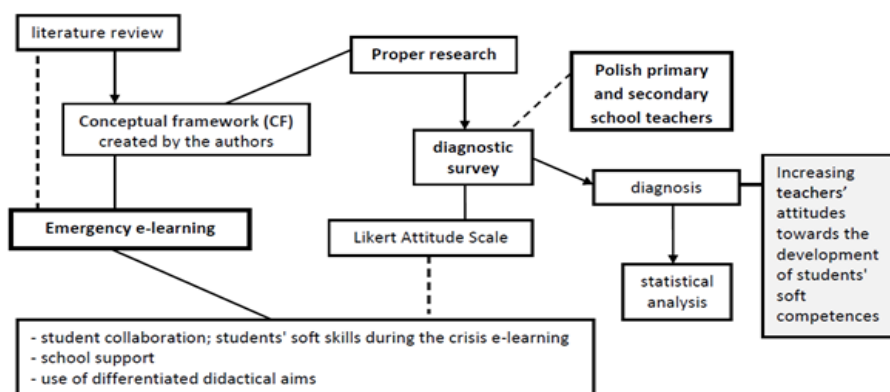 literature review
Proper research
Polish primary
and secondary
school teachers
Conceptual framework (CF)
created by the authors
diagnostic
survey
diagnosis
Increasing
teachers'
attitudes
towards the
development
of students'
soft
competences
Emergency e-learning
Likert Attitude Scale
statistical
analysis
- student collaboration; students' soft skills during the crisis e-learning
- school support
- use of differentiated didactical aims